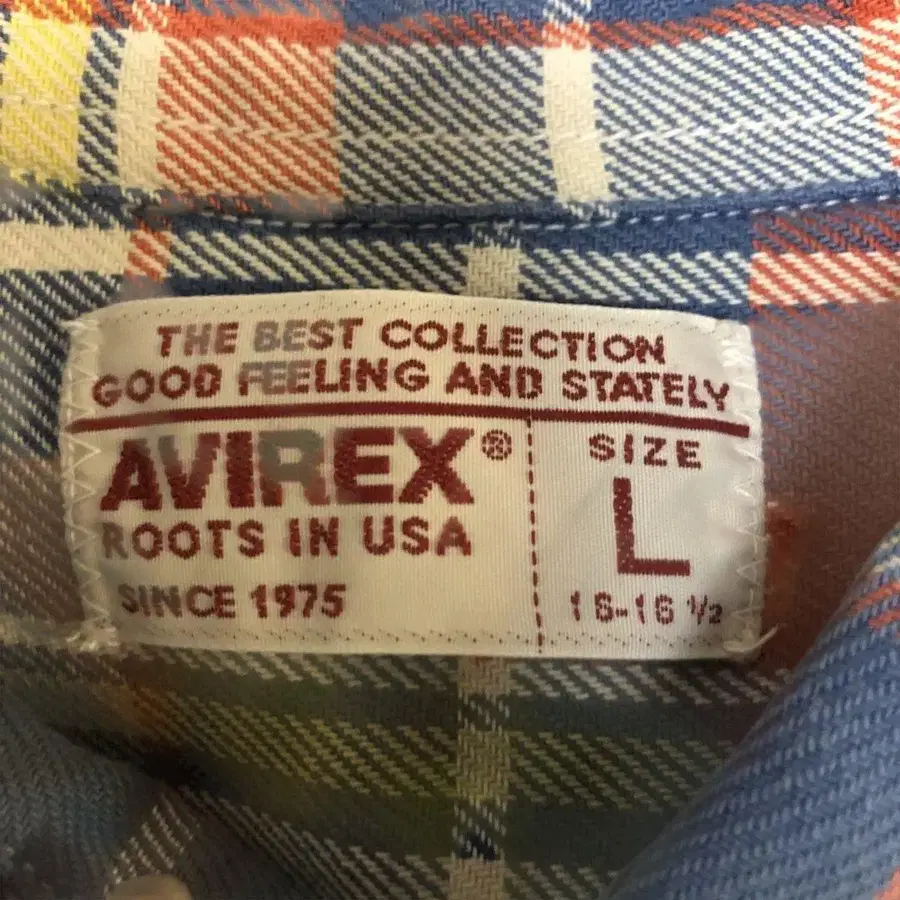 THE BEST COLLECTION
GOOD FEELING AND STATELY
AVIREX®
ROOTS IN USA
SINCE 1975
SIZE
L
16-16 ½